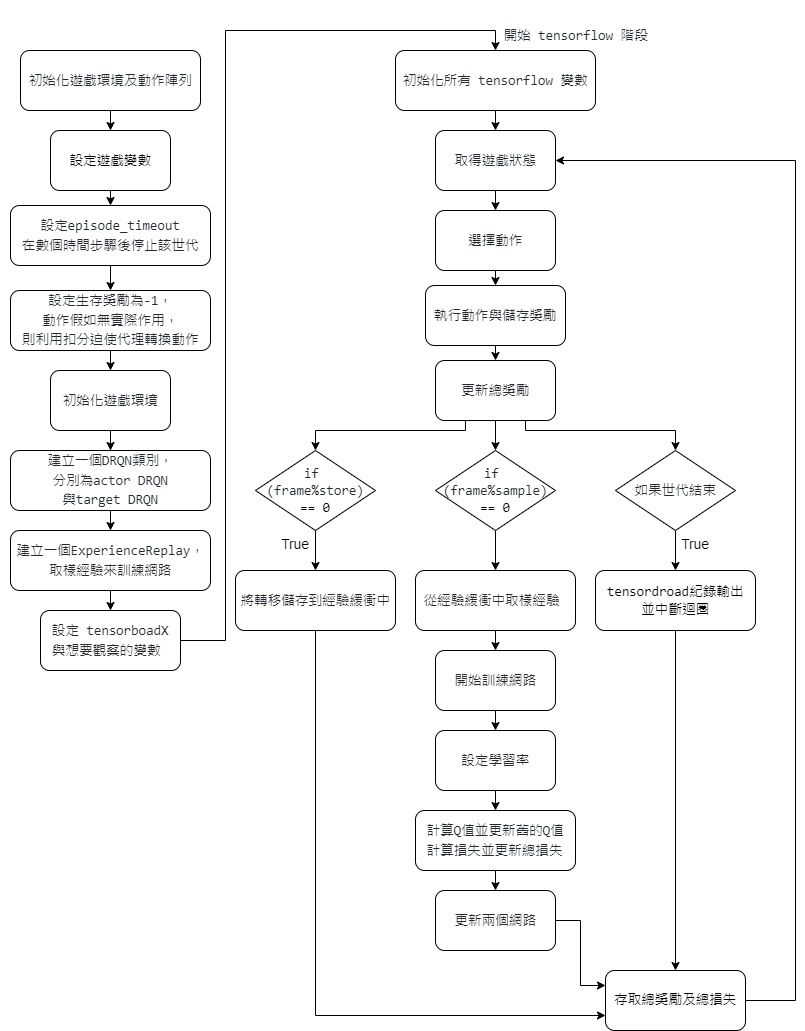 初始化遊戲環境及動作陣列
設定遊戲變數
設定episode_timeout
在數個時間步驟後停止該世代
設定生存獎勵為-1，
動作假如無實際作用，
則利用扣分迫使代理轉換動作
初始化遊戲環境
建立一個DRQN類別，
分別為actor DRQN
與target DRQN
建立一個ExperienceReplay，
取樣經驗來訓練網路
設定 tensorboadX
與想要觀察的變數
開始 tensorflow 階段
初始化所有 tensorflow 變數
取得遊戲狀態
選擇動作
執行動作與儲存獎勵
更新總獎勵
if
(frame%store)
== 0
True
將轉移儲存到經驗緩衝中
if
(frame%sample)
== 0
從經驗緩衝中取樣經驗
開始訓練網路
設定學習率
計算Q值並更新舊的Q值
計算損失並更新總損失
更新兩個網路
如果世代結束
True
tensordroad紀錄輸出
並中斷迴圈
存取總獎勵及總損失